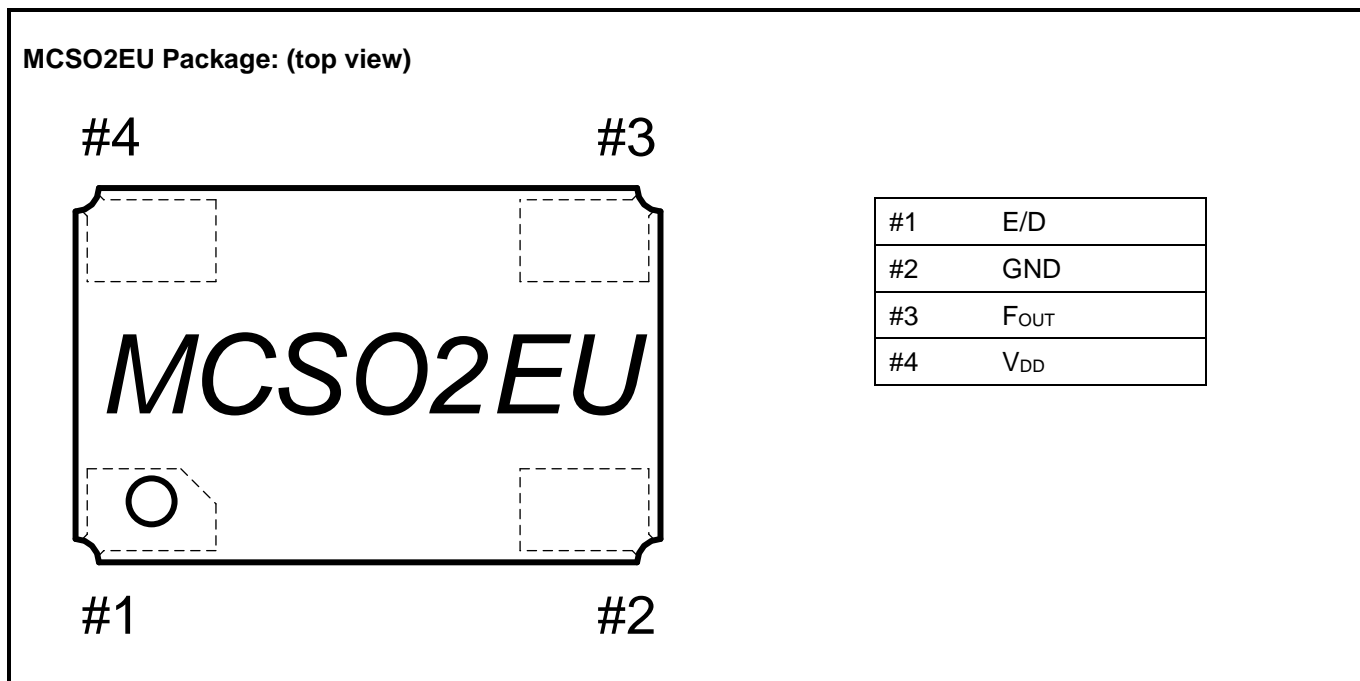 MCSO2EU Package: (top view)
#4 #3
MCSO2EU
#1 #2
#1 E/D
#2 GND
#3 FOUT
#4 VDD